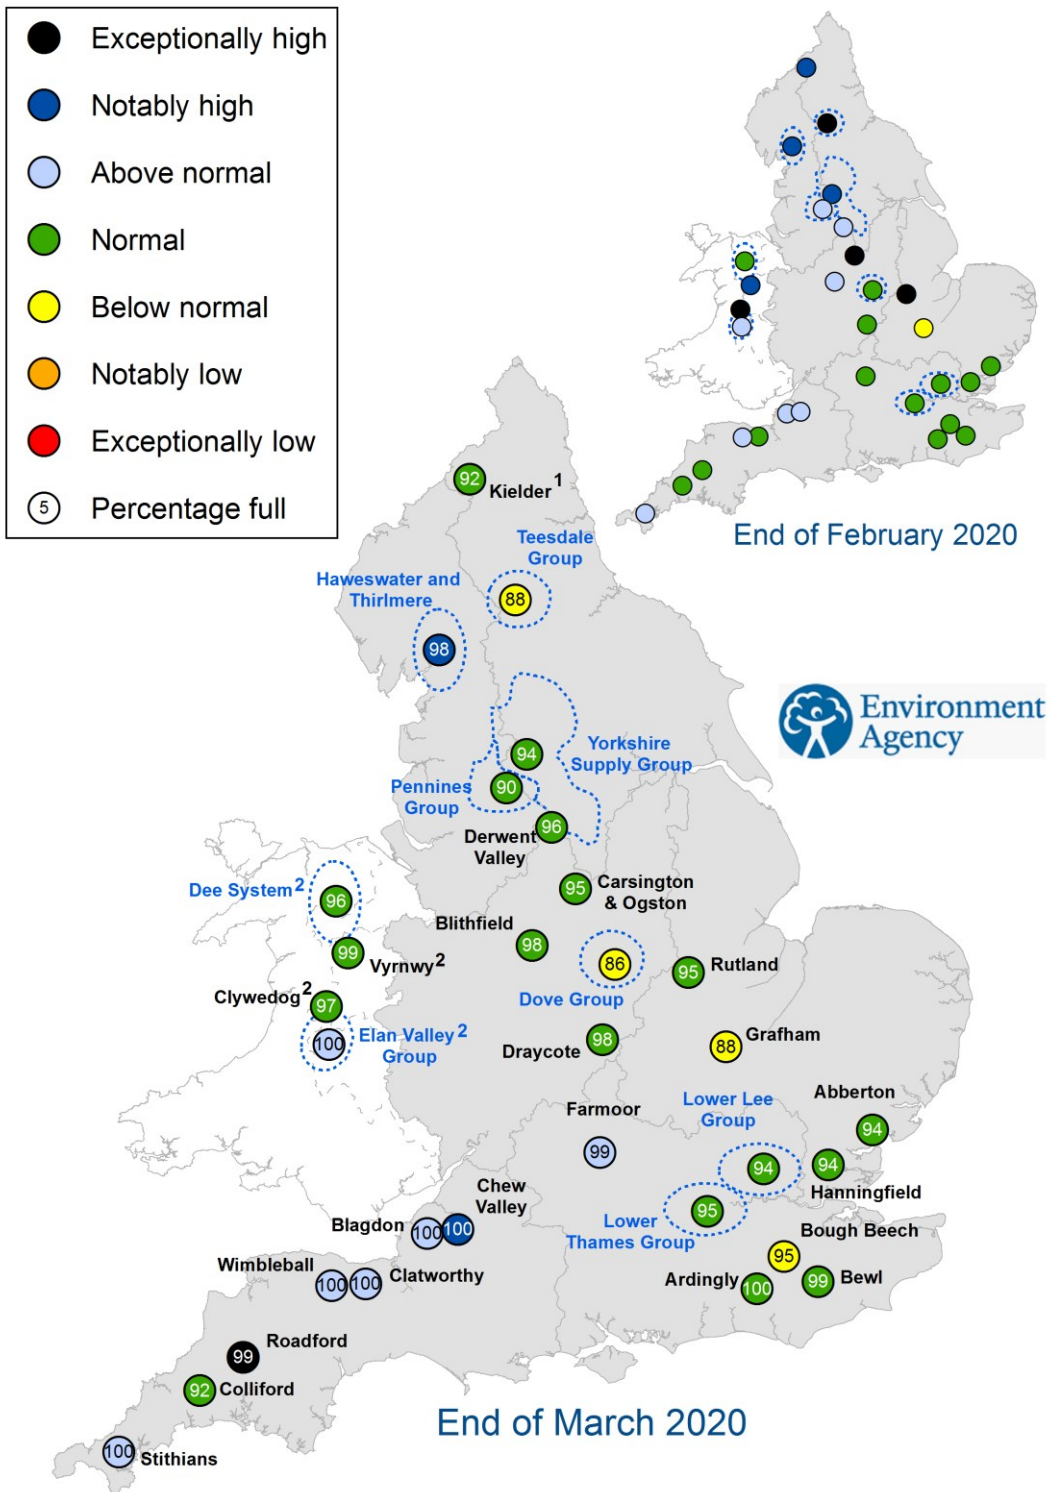 Exceptionally high
Notably high
Above normal
Normal
Below normal
Notably low
Exceptionally low
5 Percentage full
End of February 2020
92
Kielder 1
Teesdale
Group
88
Haweswater and
Thirlmere
98
Environment
Agency
94
Yorkshire
Supply Group
Pennines
Group
90
96
Derwent
Valley
95
Carsington
& Ogston
Dee System 2
96
Blithfield
98
99
Vyrnwy 2
86
Dove Group
95
Rutland
Clywedog 2
97
100
Elan Valley 2
Group
Draycote
98
88
Grafham
Farmoor
99
Lower Lee
Group
94
Abberton
94
94
Hanningfield
Chew
Valley
Blagdon
100
100
95
Lower
Thames Group
Bough Beech
95
Wimbleball
100
100
Clatworthy
Ardingly
100
99
Bewl
Roadford
99
92
Colliford
End of March 2020
100
Stithians